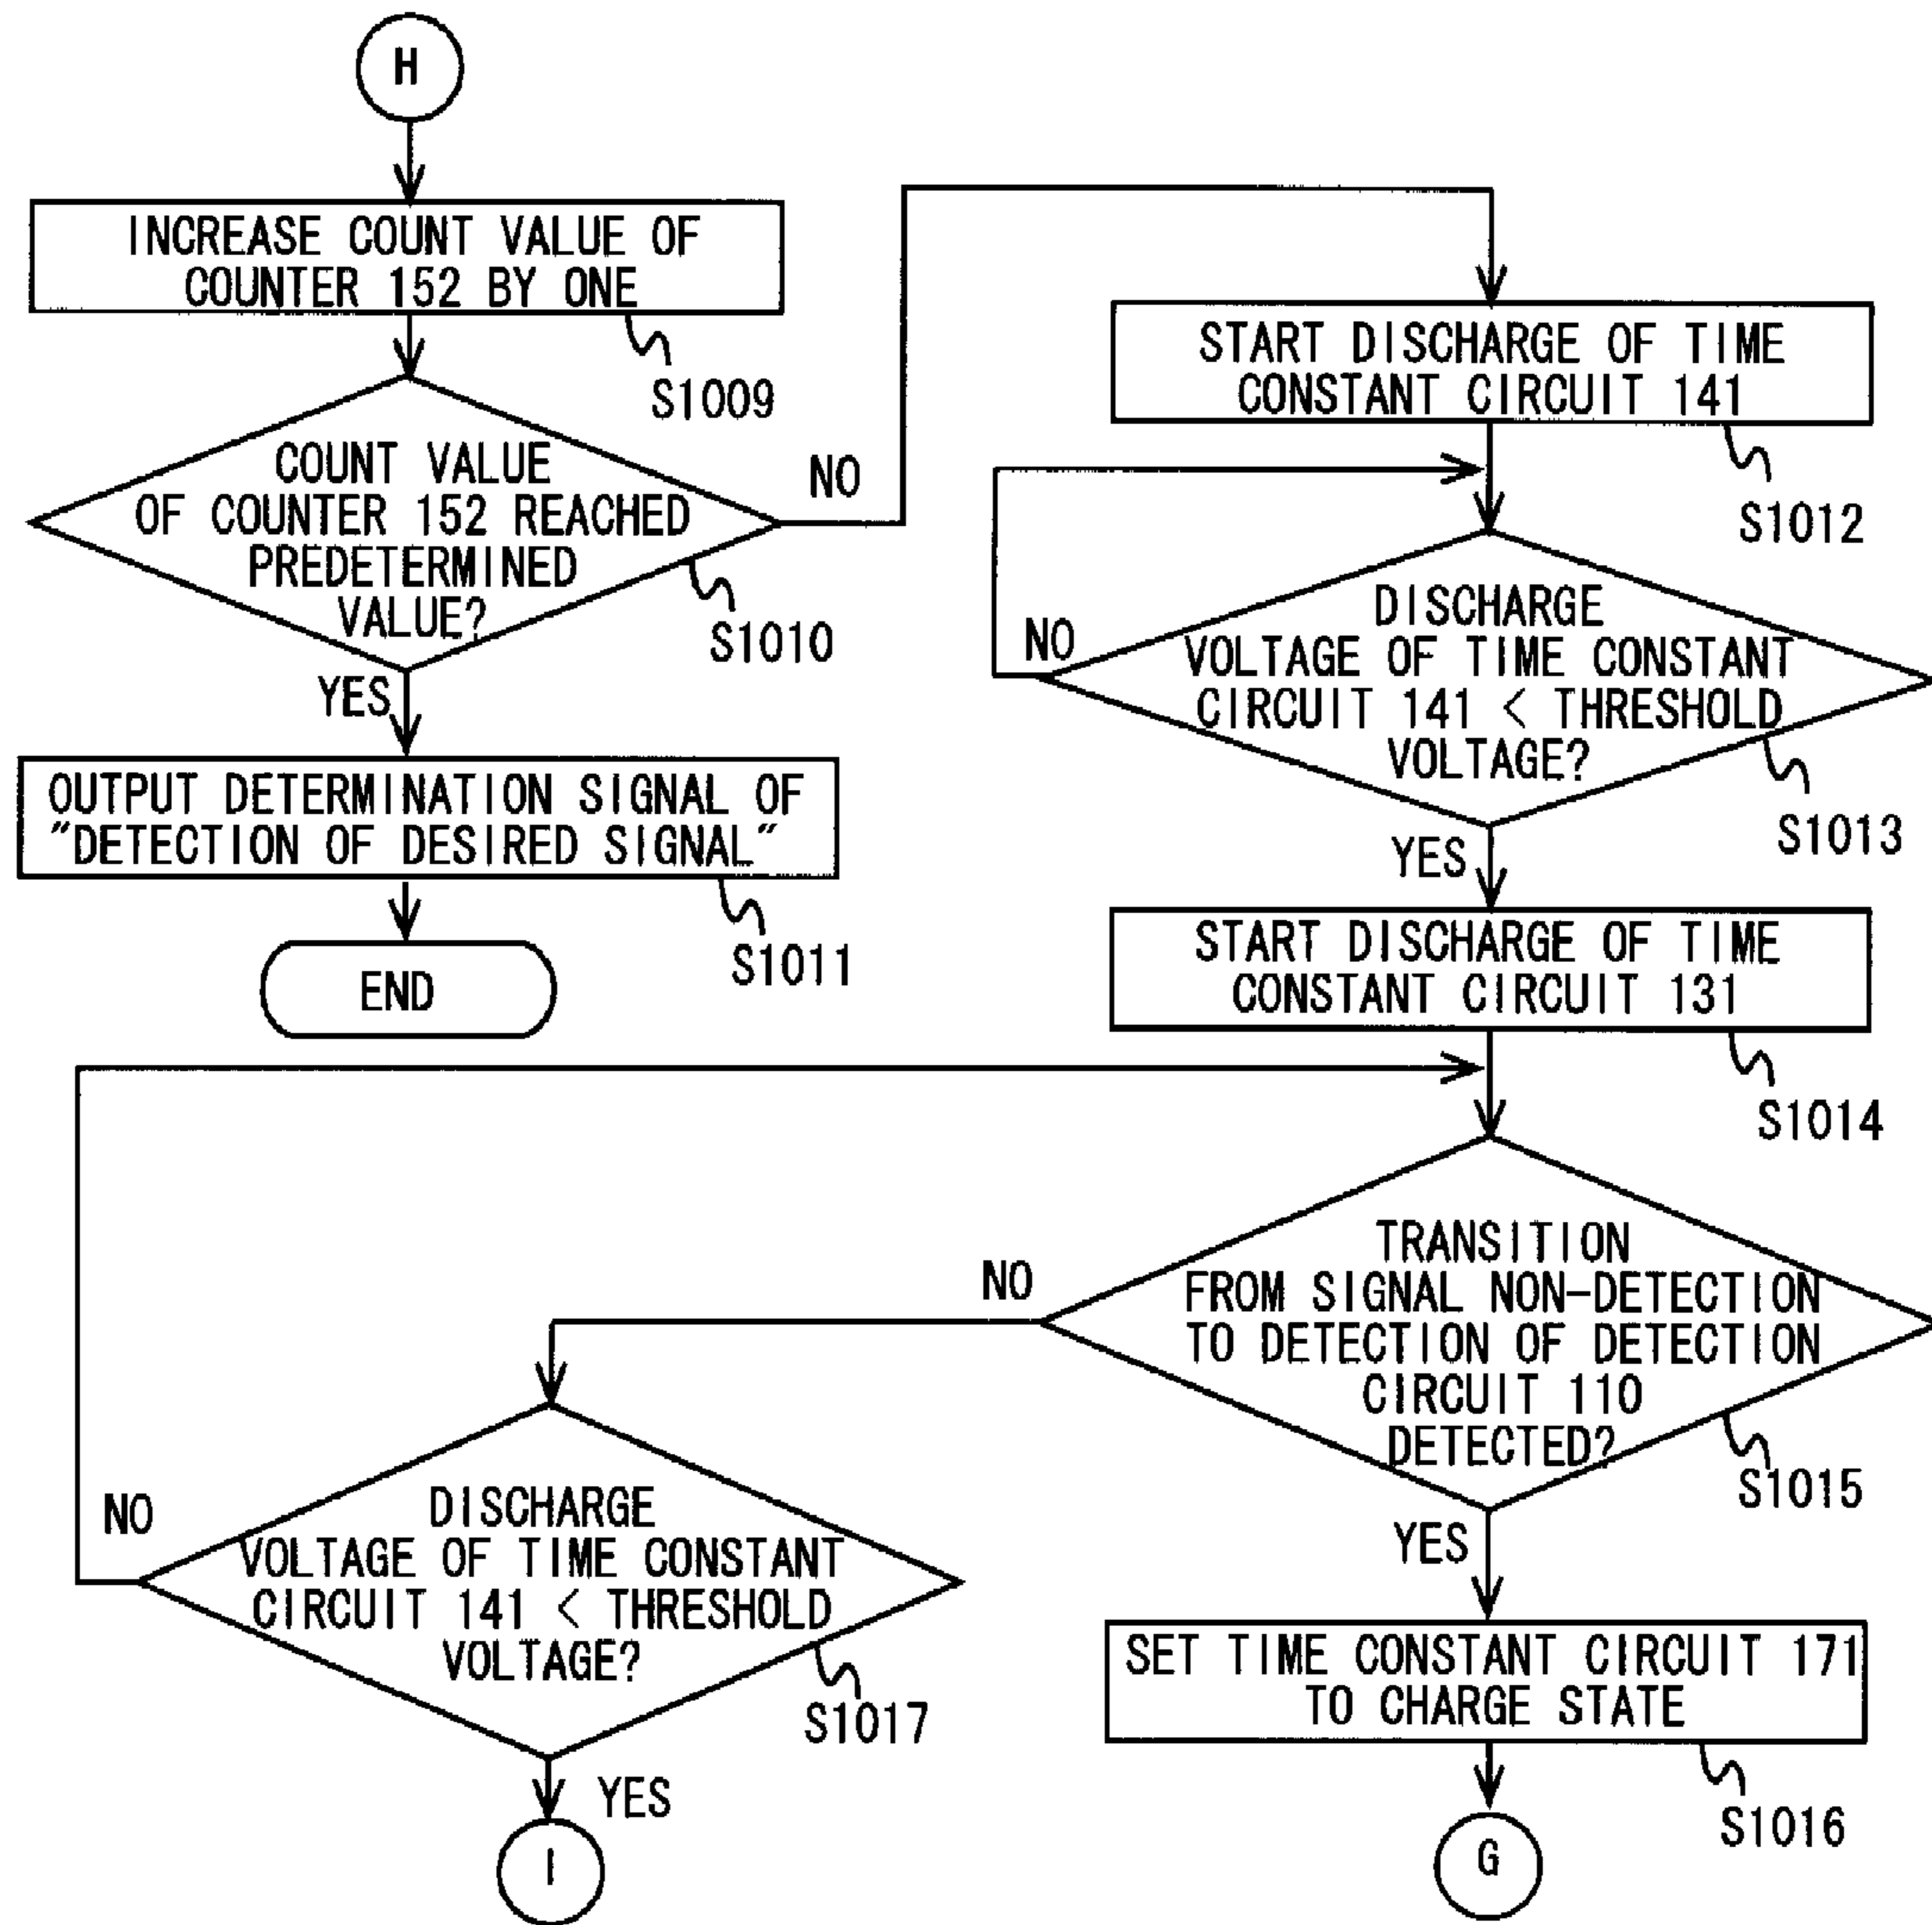 H
INCREASE COUNT VALUE OF
COUNTER 152 BY ONE
S1009
COUNT VALUE
OF COUNTER 152 REACHED
PREDETERMINED
VALUE?
S1010
NO
YES
OUTPUT DETERMINATION SIGNAL OF
"DETECTION OF DESIRED SIGNAL"
S1011
END
START DISCHARGE OF TIME
CONSTANT CIRCUIT 141
S1012
DISCHARGE
VOLTAGE OF TIME CONSTANT
CIRCUIT 141 < THRESHOLD
VOLTAGE?
NO
S1013
YES
START DISCHARGE OF TIME
CONSTANT CIRCUIT 131
S1014
TRANSITION
FROM SIGNAL NON-DETECTION
TO DETECTION OF DETECTION
CIRCUIT 110
DETECTED?
NO
S1015
YES
SET TIME CONSTANT CIRCUIT 171
TO CHARGE STATE
S1016
G
DISCHARGE
VOLTAGE OF TIME CONSTANT
CIRCUIT 141 < THRESHOLD
VOLTAGE?
NO
S1017
YES
I